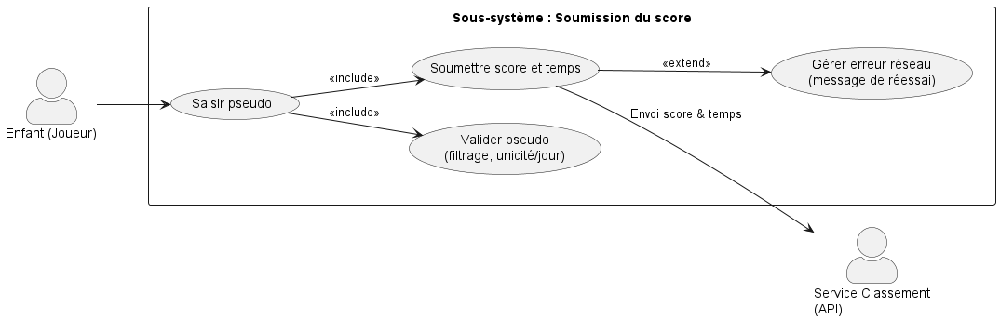 Sous-système : Soumission du score
Enfant (Joueur)
Saisir pseudo
«include»
«include»
Soumettre score et temps
Valider pseudo
(filtrage, unicité/jour)
«extend»
Gérer erreur réseau
(message de réessai)
Envoi score & temps
Service Classement
(API)